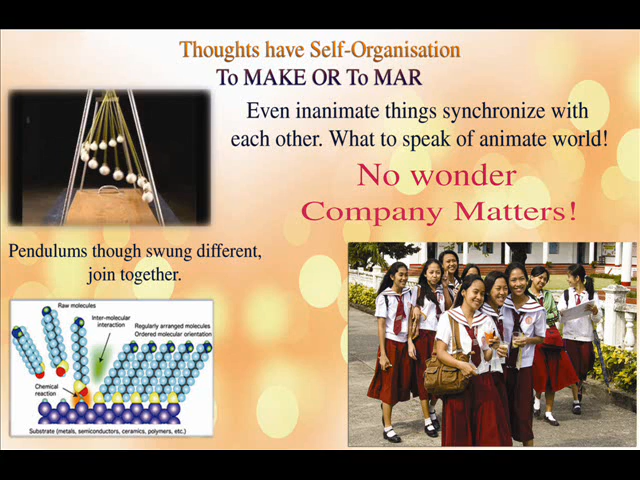 Thoughts have Self-Organisation
To MAKE OR To MAR
Even inanimate things synchronize with
each other. What to speak of animate world!
No wonder
Company Matters!
Pendulums though swung different,
join together.
Raw molecules
Inter-molecular
interaction
Regularly arranged molecules
Ordered molecular orientation
Chemical
reaction
Substrate (metals, semiconductors, ceramics, polymers, etc.)